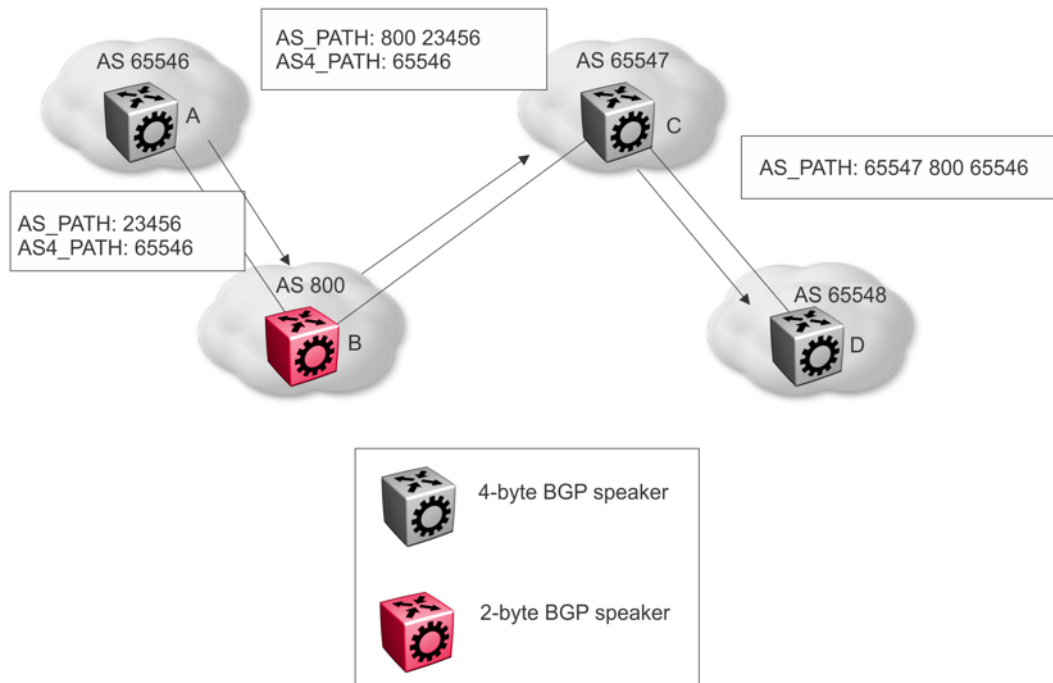 AS 65546
A
AS_PATH: 800 23456
AS4_PATH: 65546
AS 65547
C
AS_PATH: 65547 800 65546
AS_PATH: 23456
AS4_PATH: 65546
AS 800
B
AS 65548
D
4-byte BGP speaker
2-byte BGP speaker